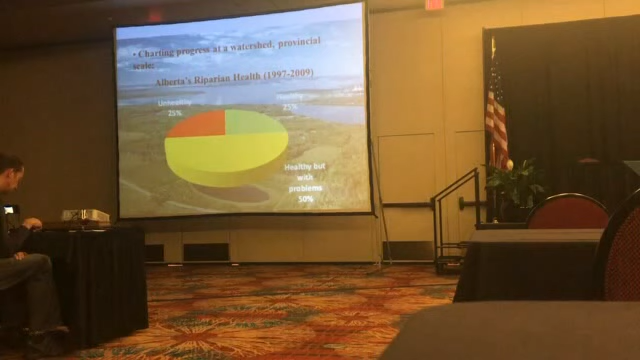 • Charting progress at a watershed, provincial
scale:
Alberta's Riparian Health (1997-2009)
Unhealthy
25%
Healthy
25%
Healthy but
with
problems
50%